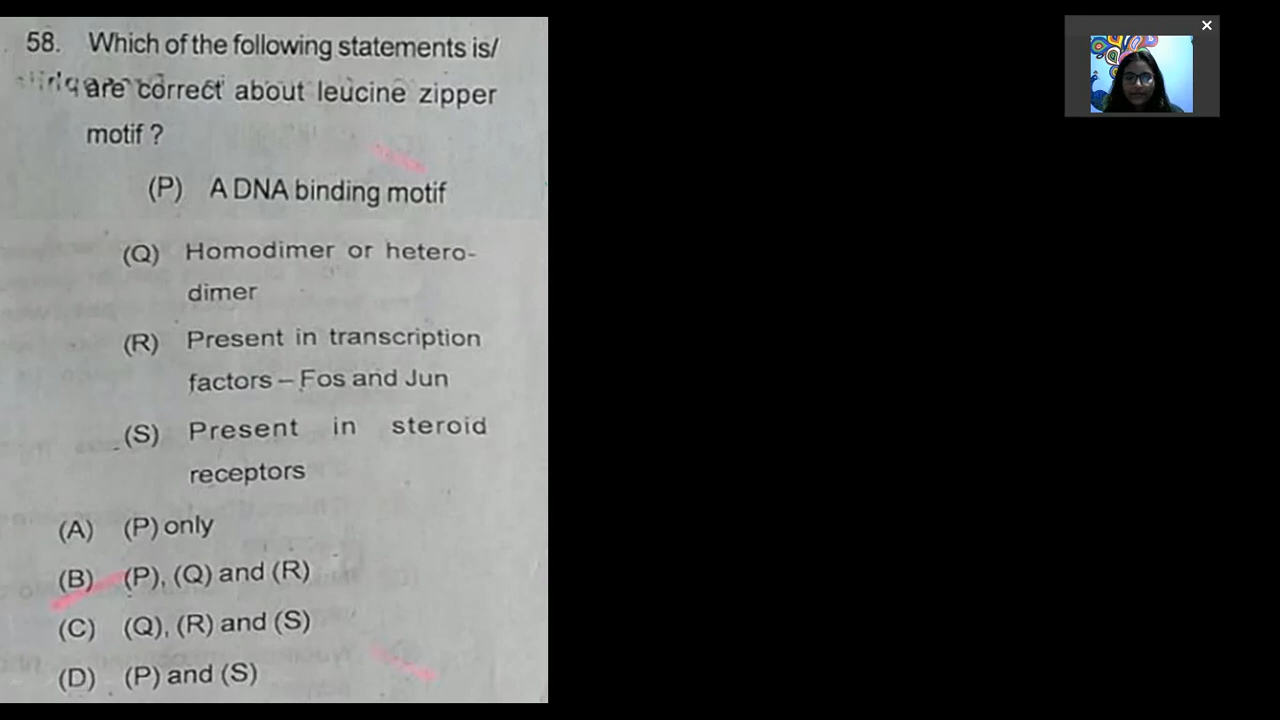 58. Which of the following statements is/
are correct about leucine zipper
motif ?
(P) A DNA binding motif
(Q) Homodimer or hetero-
dimer
(R) Present in transcription
factors – Fos and Jun
(S) Present in steroid
receptors
(A) (P) only
(B) (P), (Q) and (R)
(C) (Q), (R) and (S)
(D) (P) and (S)